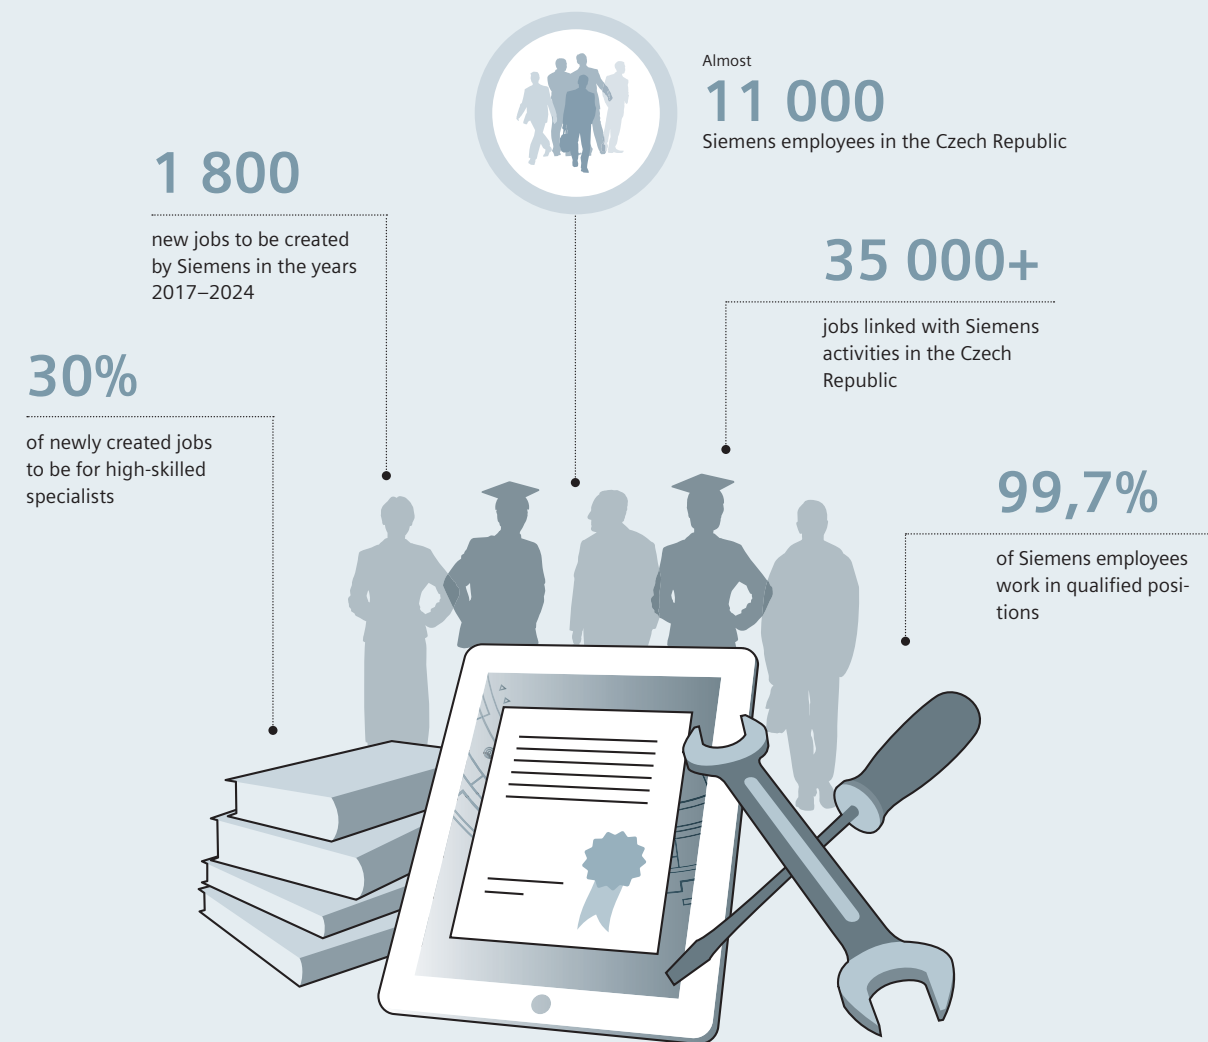 Almost
11 000
Siemens employees in the Czech Republic
1 800
new jobs to be created
by Siemens in the years
2017–2024
35 000+
jobs linked with Siemens
activities in the Czech
Republic
30%
of newly created jobs
to be for high-skilled
specialists
99,7%
of Siemens employees
work in qualified posi-
tions